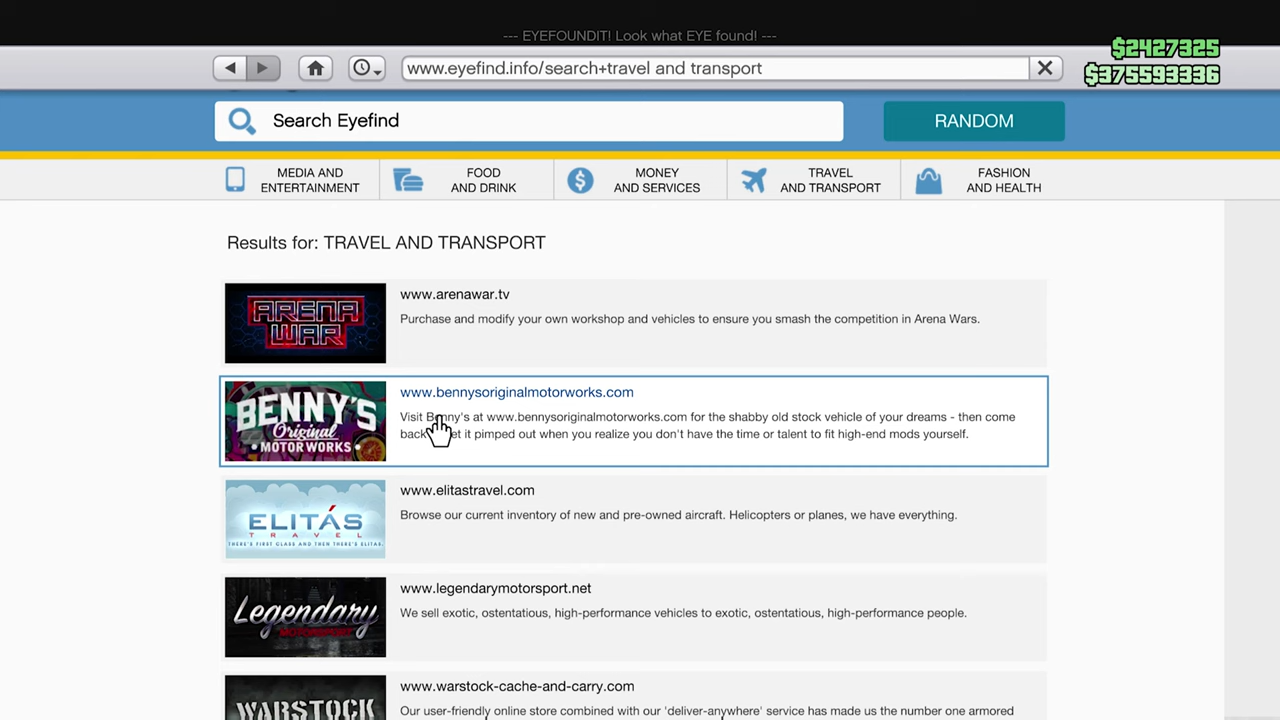 --- EYEFOUNDIT! Look what EYE found! ---
$2427325
www.eyefind.info/search+travel and transport
$375593336
Search Eyefind
RANDOM
MEDIA AND
ENTERTAINMENT
FOOD
AND DRINK
MONEY
AND SERVICES
TRAVEL
AND TRANSPORT
FASHION
AND HEALTH
Results for: TRAVEL AND TRANSPORT
ARENA
WAR
www.arenawar.tv
Purchase and modify your own workshop and vehicles to ensure you smash the competition in Arena Wars.
BENNY'S
Original
MOTOR WORKS
www.bennysoriginalmotorworks.com
Visit Benny's at www.bennysoriginalmotorworks.com for the shabby old stock vehicle of your dreams - then come
back it pimped out when you realize you don't have the time or talent to fit high-end mods yourself.
ELITÁS
TRAVEL
THERE'S FIRST CLASS AND THEN THERE'S ELITAS.
www.elitastravel.com
Browse our current inventory of new and pre-owned aircraft. Helicopters or planes, we have everything.
Legendary
MOTORSPORT
www.legendarymotorsport.net
We sell exotic, ostentatious, high-performance vehicles to exotic, ostentatious, high-performance people.
WARSTOCK
www.warstock-cache-and-carry.com
Our user-friendly online store combined with our 'deliver-anywhere' service has made us the number one armored